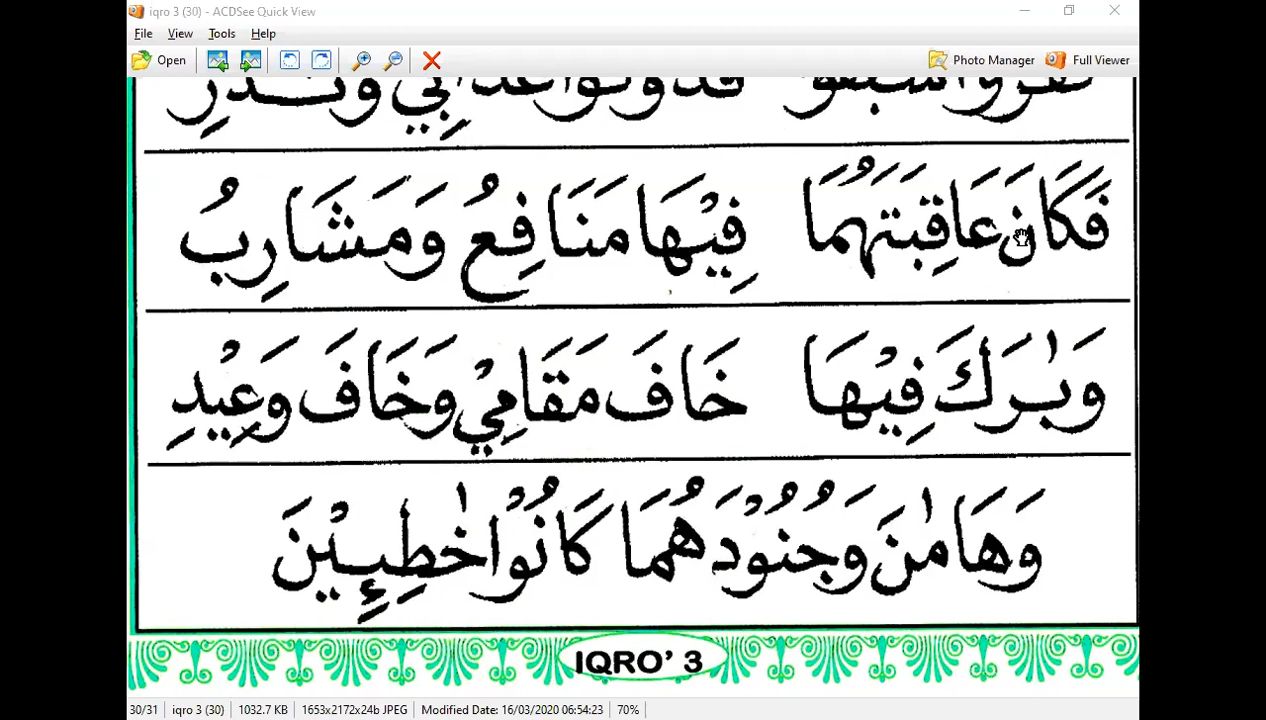 iqro 3 (30) - ACDSee Quick View
File View Tools Help
Open Photo Manager Full Viewer
فَكَانَ عَاقِبَتَهُمَا فِيْهَا مَنَافِعُ وَمَشَارِبُ
وَبٰرَكَ فِيْهَا خَافَ مَقَامِيْ وَخَافَ وَعِيْدِ
وَهَامٰنَ وَجُنُوْدَهُمَا كَانُوْا خٰطِـِٕيْنَ
IQRO' 3
30/31 iqro 3 (30) 1032.7 KB 1653x2172x24b JPEG Modified Date: 16/03/2020 06:54:23 70%